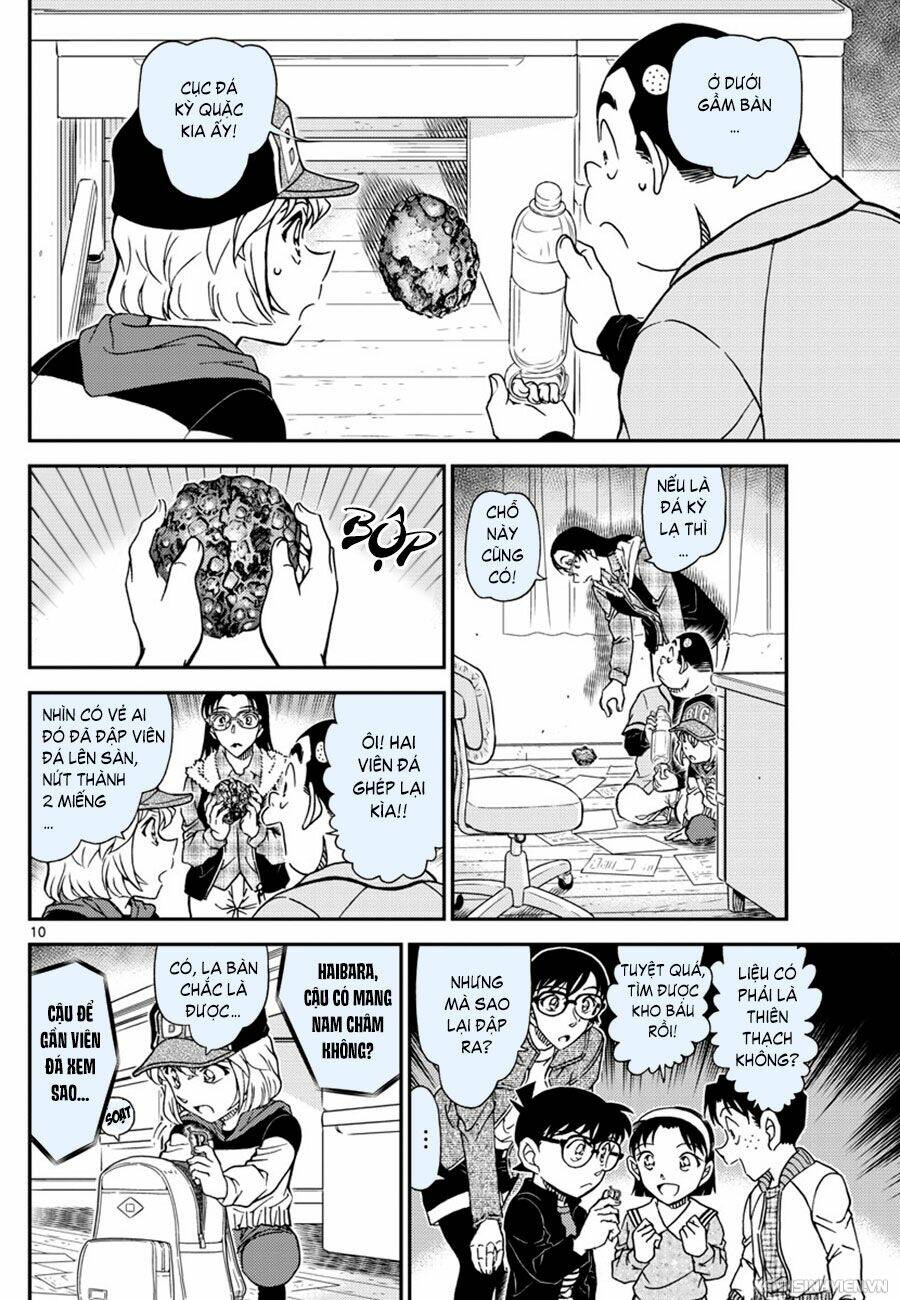 Ở DƯỚI
GẦM BÀN
...
CỤC ĐÁ
KỲ QUẶC
KIA ẤY!
NẾU LÀ
ĐÁ KỲ
LẠ THÌ
...
CHỖ
NÀY
CŨNG
CÓ!
BIG
BỘP
ÔI! HAI
VIÊN ĐÁ
GHÉP LẠI
KÌA!!
NHÌN CÓ VẺ AI
ĐÓ ĐÃ ĐẬP VIÊN
ĐÁ LÊN SÀN,
NỨT THÀNH
2 MIẾNG
...
10
LIỆU CÓ
PHẢI LÀ
THIÊN
THẠCH
KHÔNG?
TUYỆT QUÁ,
TÌM ĐƯỢC
KHO BÁU
RỒI!
NHƯNG
MÀ SAO
LẠI ĐẬP
RA?
...
HAIBARA,
CẬU CÓ MANG
NAM CHÂM
KHÔNG?
CÓ, LA BÀN
CHẮC LÀ
ĐƯỢC...
CẬU ĐỂ
GẦN VIÊN
ĐÁ XEM
SAO...
SOẠT